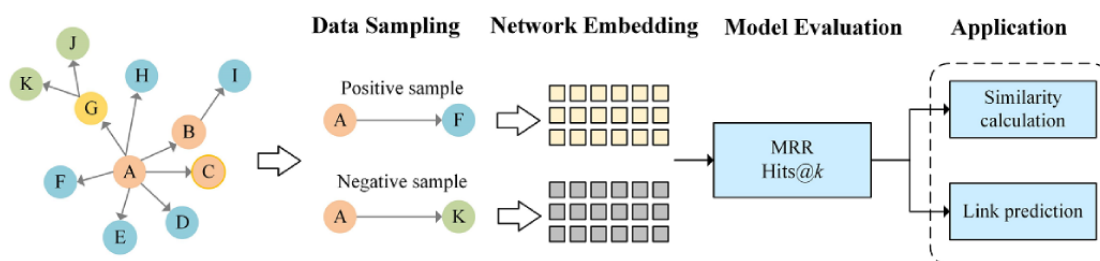 Data Sampling
Network Embedding
Model Evaluation
Application
J
K
H
I
G
B
A
C
F
D
E
Positive sample
A
F
Negative sample
A
K
MRR
Hits@k
Similarity
calculation
Link prediction